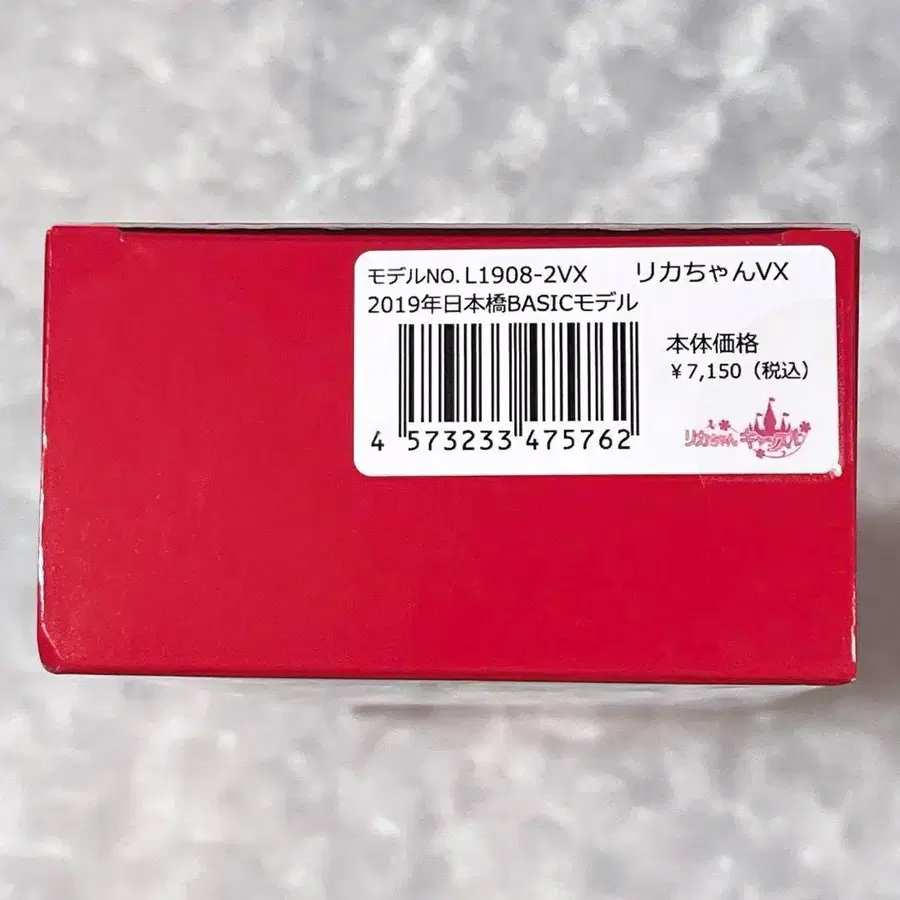 モデルNO.L1908-2VX リカちゃんVX
2019年日本橋BASICモデル
本体価格
¥7,150(税込)
4 573233 475762
リカちゃん キャッスル